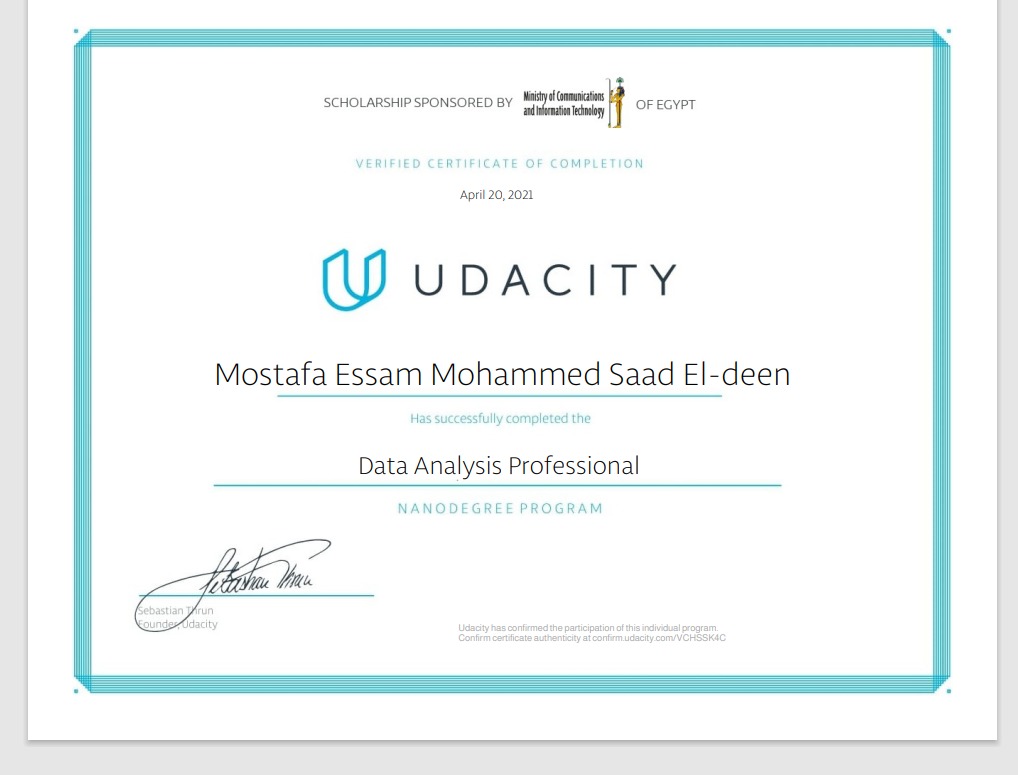 SCHOLARSHIP SPONSORED BY Ministry of Communications and Information Technology OF EGYPT
VERIFIED CERTIFICATE OF COMPLETION
April 20, 2021
UDACITY
Mostafa Essam Mohammed Saad El-deen
Has successfully completed the
Data Analysis Professional
NANODEGREE PROGRAM
Sebastian Thrun
Sebastian Thrun
Founder, Udacity
Udacity has confirmed the participation of this individual program.
Confirm certificate authenticity at confirm.udacity.com/VCHSSK4C